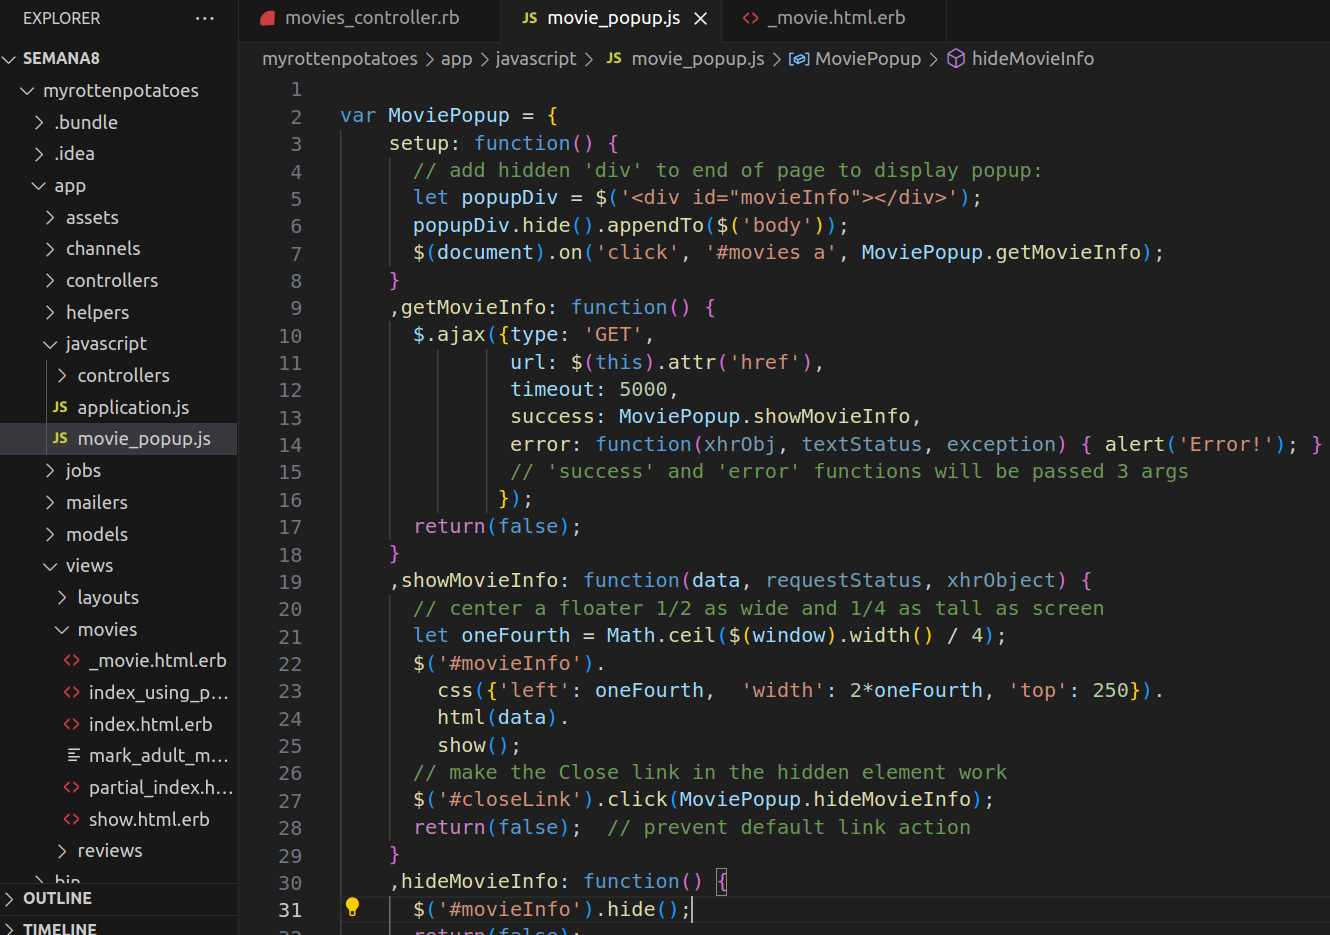 EXPLORER ...
movies_controller.rb
JS movie_popup.js
<> _movie.html.erb
SEMANA8
myrottenpotatoes
.bundle
.idea
app
assets
channels
controllers
helpers
javascript
controllers
JS application.js
JS movie_popup.js
jobs
mailers
models
views
layouts
movies
<> _movie.html.erb
<> index_using_p...
<> index.html.erb
mark_adult_m...
<> partial_index.h...
<> show.html.erb
reviews
bin
OUTLINE
TIMELINE
myrottenpotatoes > app > javascript > JS movie_popup.js > MoviePopup > hideMovieInfo
1
2 var MoviePopup = {
3 setup: function() {
4 // add hidden 'div' to end of page to display popup:
5 let popupDiv = $('<div id="movieInfo"></div>');
6 popupDiv.hide().appendTo($('body'));
7 $(document).on('click', '#movies a', MoviePopup.getMovieInfo);
8 }
9 ,getMovieInfo: function() {
10 $.ajax({type: 'GET',
11 url: $(this).attr('href'),
12 timeout: 5000,
13 success: MoviePopup.showMovieInfo,
14 error: function(xhrObj, textStatus, exception) { alert('Error!'); }
15 // 'success' and 'error' functions will be passed 3 args
16 });
17 return(false);
18 }
19 ,showMovieInfo: function(data, requestStatus, xhrObject) {
20 // center a floater 1/2 as wide and 1/4 as tall as screen
21 let oneFourth = Math.ceil($(window).width() / 4);
22 $('#movieInfo').
23 css({'left': oneFourth,  'width': 2*oneFourth, 'top': 250}).
24 html(data).
25 show();
26 // make the Close link in the hidden element work
27 $('#closeLink').click(MoviePopup.hideMovieInfo);
28 return(false);  // prevent default link action
29 }
30 ,hideMovieInfo: function() {
31 $('#movieInfo').hide();
32 return(false);